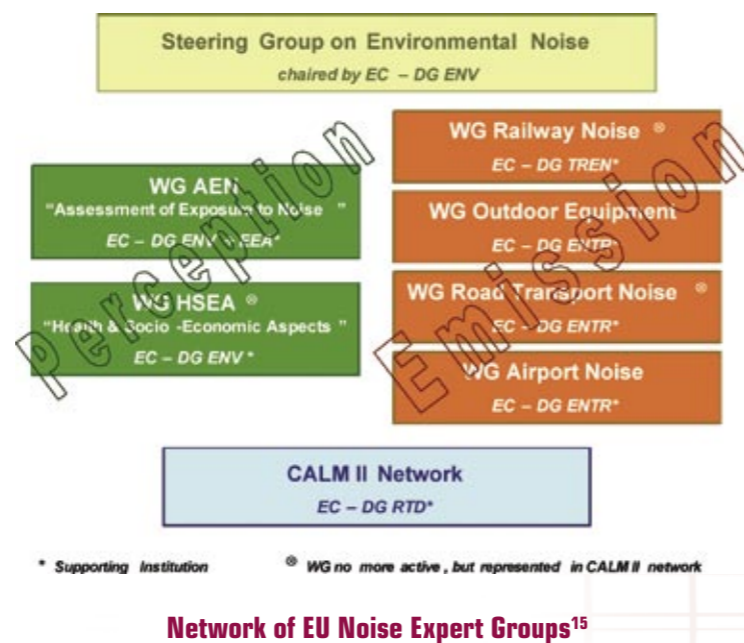 Steering Group on Environmental Noise
chaired by EC – DG ENV
Perception
WG AEN
“Assessment of Exposum to Noise ”
EC – DG ENV + EEA*
WG HSEA ®
“Health & Socio -Economic Aspects ”
EC – DG ENV *
Emission
WG Railway Noise ®
EC – DG TREN*
WG Outdoor Equipment
EC – DG ENTR*
WG Road Transport Noise ®
EC – DG ENTR*
WG Airport Noise
EC – DG ENTR*
CALM II Network
EC – DG RTD*
* Supporting Institution ® WG no more active , but represented in CALM II network
Network of EU Noise Expert Groups¹⁵